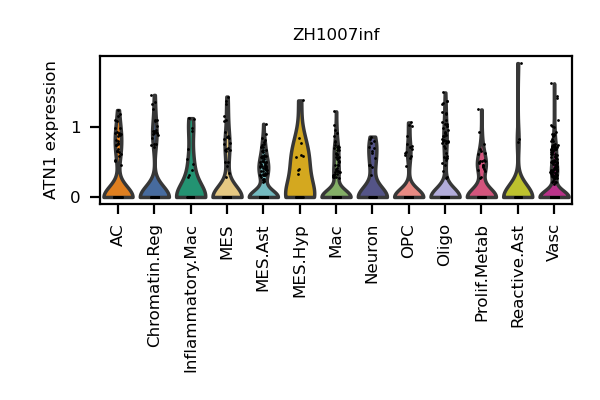 ZH1007inf
ATN1 expression
1
0
AC
Chromatin.Reg
Inflammatory.Mac
MES
MES.Ast
MES.Hyp
Mac
Neuron
OPC
Oligo
Prolif.Metab
Reactive.Ast
Vasc